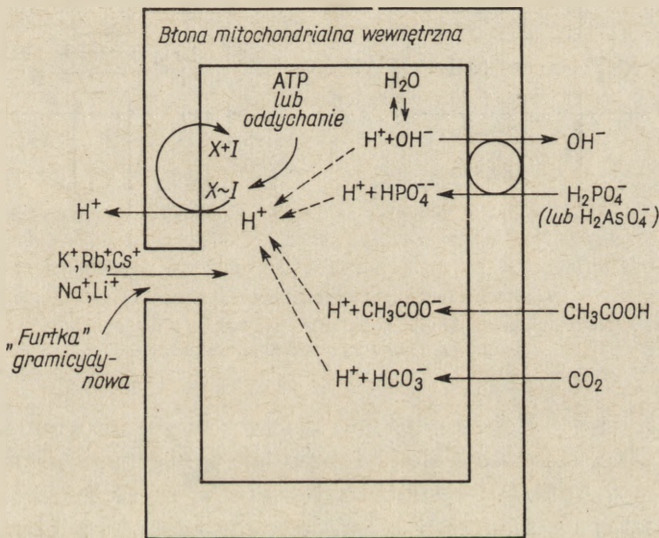 Błona mitochondrialna wewnętrzna
ATP
lub
oddychanie
H₂O
X+I
H⁺+OH⁻
OH⁻
X~I
H⁺+HPO₄⁻⁻
H₂PO₄⁻
(lub H₂AsO₄⁻)
H⁺
H⁺
K⁺,Rb⁺,Cs⁺
Na⁺,Li⁺
H⁺+CH₃COO⁻
CH₃COOH
„Furtka"
gramicydy-
nowa
H⁺+HCO₃⁻
CO₂